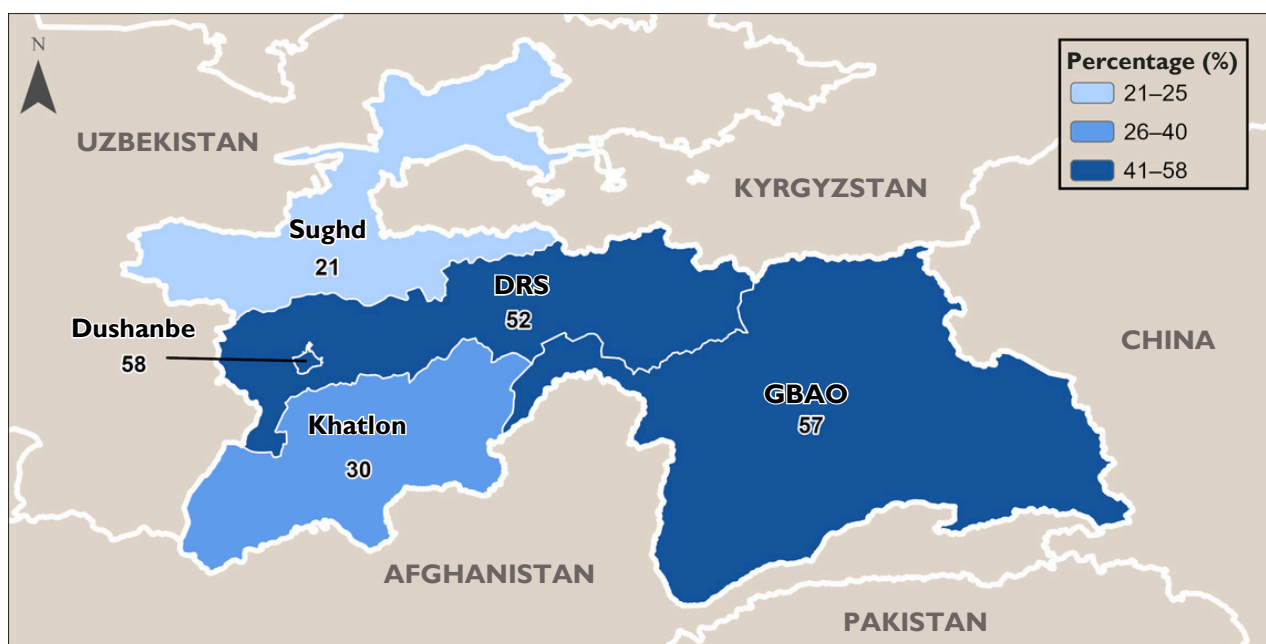 N
Percentage (%)
21–25
26–40
41–58
UZBEKISTAN
KYRGYZSTAN
Sughd
21
DRS
52
Dushanbe
58
CHINA
GBAO
57
Khatlon
30
AFGHANISTAN
PAKISTAN